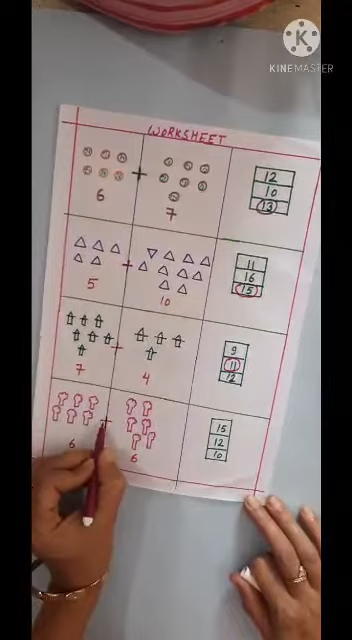 K
KINEMASTER
WORKSHEET
6 + 7
12
10
13
5 + 10
11
16
15
7 + 4
9
11
12
6 + 6
15
12
10